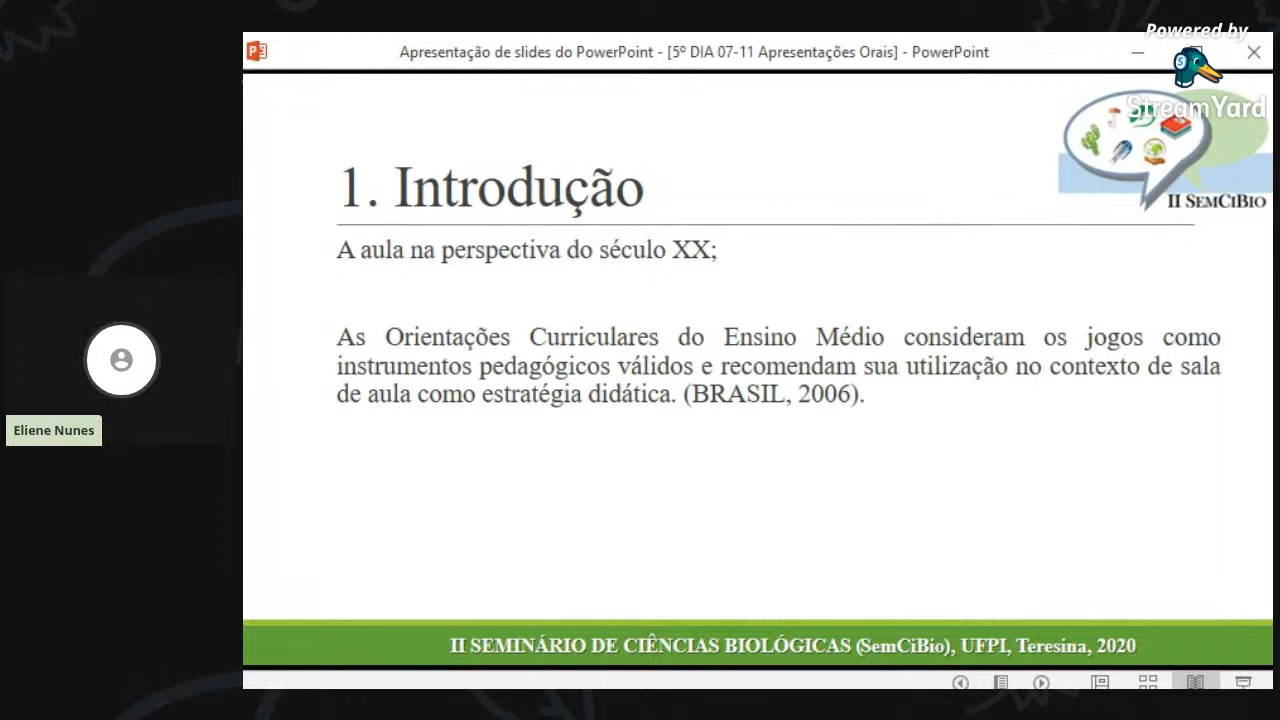 Powered by
StreamYard
Apresentação de slides do PowerPoint - [5º DIA 07-11 Apresentações Orais] - PowerPoint
II SEMCIBIO
1. Introdução
A aula na perspectiva do século XX;
As Orientações Curriculares do Ensino Médio consideram os jogos como
instrumentos pedagógicos válidos e recomendam sua utilização no contexto de sala
de aula como estratégia didática. (BRASIL, 2006).
Eliene Nunes
II SEMINÁRIO DE CIÊNCIAS BIOLÓGICAS (SemCiBio), UFPI, Teresina, 2020